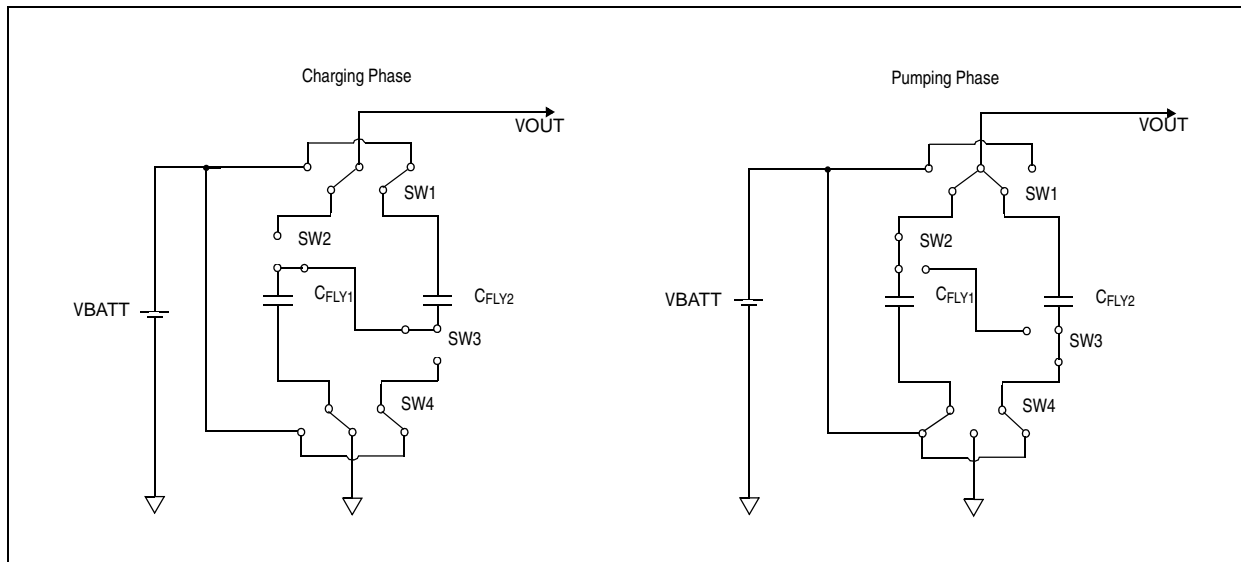 Charging Phase
VOUT
SW1
SW2
CFLY1
CFLY2
VBATT
SW3
SW4
Pumping Phase
VOUT
SW1
SW2
CFLY1
CFLY2
VBATT
SW3
SW4